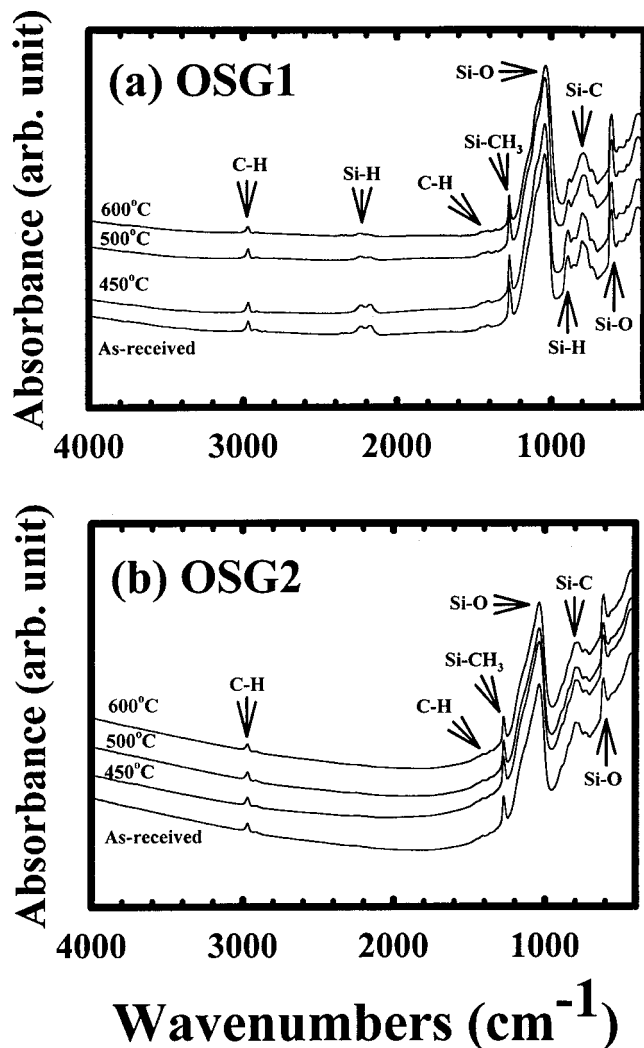 (a) OSG1
Si-O
Si-C
Si-CH3
C-H
Si-H
C-H
600°C
500°C
450°C
As-received
Si-H
Si-O
Absorbance (arb. unit)
4000 3000 2000 1000
(b) OSG2
Si-O
Si-C
Si-CH3
C-H
C-H
600°C
500°C
450°C
As-received
Si-O
Absorbance (arb. unit)
4000 3000 2000 1000
Wavenumbers (cm-1)